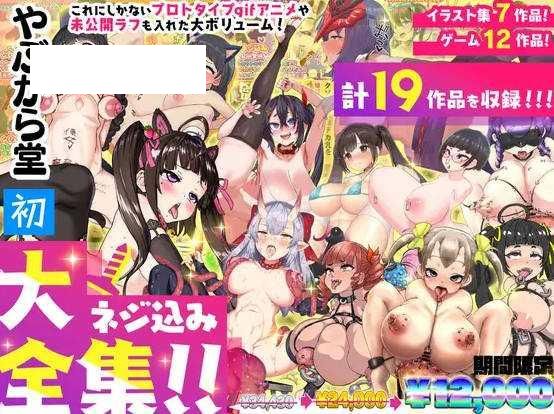 これにしかないプロトタイプgifアニメや
未公開ラフも入れた大ボリューム!
イラスト集・7作品!
ゲーム・12作品!
計19作品を収録!!!
やぶから堂
初
大
ネジ込み
全集!!
期間限定
¥24,000
¥12,000